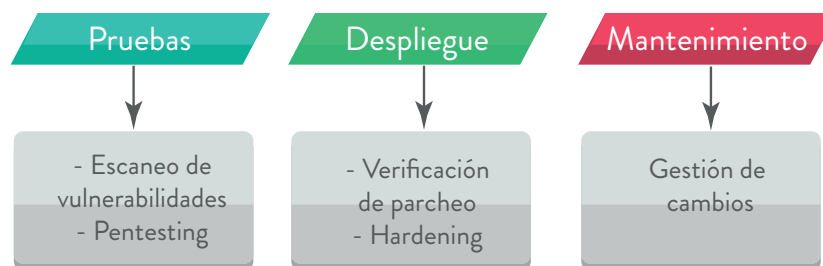 Pruebas
Despliegue
Mantenimiento
- Escaneo de
vulnerabilidades
- Pentesting
- Verificación
de parcheo
- Hardening
Gestión de
cambios